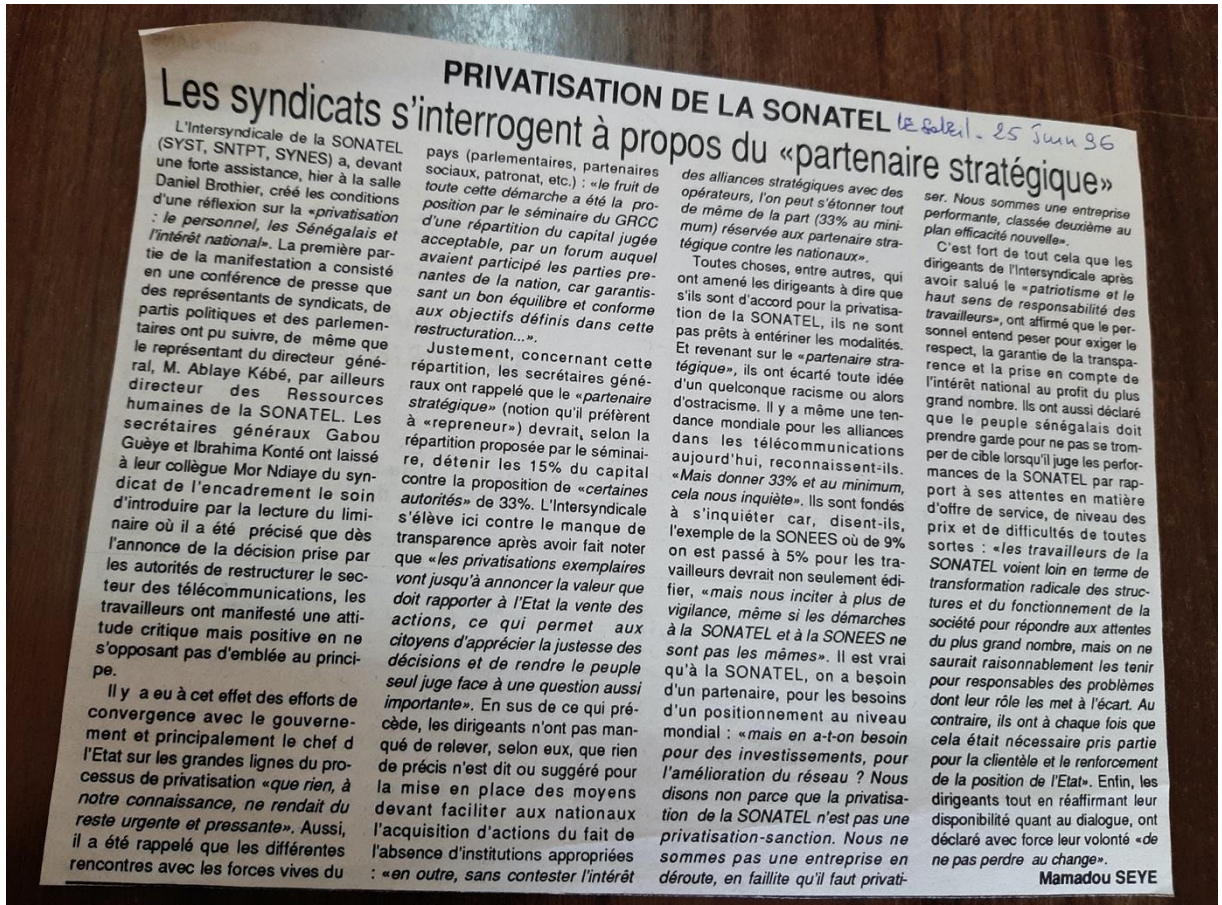 PRIVATISATION DE LA SONATEL
Le Soleil - 25 Juin 96
Les syndicats s'interrogent à propos du «partenaire stratégique»
L'Intersyndicale de la SONATEL
(SYST, SNTPT, SYNES) a, devant
une forte assistance, hier à la salle
Daniel Brothier, créé les conditions
d'une réflexion sur la «privatisation
: le personnel, les Sénégalais et
l'intérêt national». La première par-
tie de la manifestation a consisté
en une conférence de presse que
des représentants de syndicats, de
partis politiques et des parlemen-
taires ont pu suivre, de même que
le représentant du directeur géné-
ral, M. Ablaye Kébé, par ailleurs
directeur des Ressources
humaines de la SONATEL. Les
secrétaires généraux Gabou
Guèye et Ibrahima Konté ont laissé
à leur collègue Mor Ndiaye du syn-
dicat de l'encadrement le soin
d'introduire par la lecture du limi-
naire où il a été précisé que dès
l'annonce de la décision prise par
les autorités de restructurer le sec-
teur des télécommunications, les
travailleurs ont manifesté une atti-
tude critique mais positive en ne
s'opposant pas d'emblée au princi-
pe.
Il y a eu à cet effet des efforts de
convergence avec le gouverne-
ment et principalement le chef d
l'Etat sur les grandes lignes du pro-
cessus de privatisation «que rien, à
notre connaissance, ne rendait du
reste urgente et pressante». Aussi,
il a été rappelé que les différentes
rencontres avec les forces vives du
pays (parlementaires, partenaires
sociaux, patronat, etc.) : «le fruit de
toute cette démarche a été la pro-
position par le séminaire du GRCC
d'une répartition du capital jugée
acceptable, par un forum auquel
avaient participé les parties pre-
nantes de la nation, car garantis-
sant un bon équilibre et conforme
aux objectifs définis dans cette
restructuration...».
Justement, concernant cette
répartition, les secrétaires géné-
raux ont rappelé que le «partenaire
stratégique» (notion qu'il préfèrent
à «repreneur») devrait, selon la
répartition proposée par le séminai-
re, détenir les 15% du capital
contre la proposition de «certaines
autorités» de 33%. L'Intersyndicale
s'élève ici contre le manque de
transparence après avoir fait noter
que «les privatisations exemplaires
vont jusqu'à annoncer la valeur que
doit rapporter à l'Etat la vente des
actions, ce qui permet aux
citoyens d'apprécier la justesse des
décisions et de rendre le peuple
seul juge face à une question aussi
importante». En sus de ce qui pré-
cède, les dirigeants n'ont pas man-
qué de relever, selon eux, que rien
de précis n'est dit ou suggéré pour
la mise en place des moyens
devant faciliter aux nationaux
l'acquisition d'actions du fait de
l'absence d'institutions appropriées
: «en outre, sans contester l'intérêt
des alliances stratégiques avec des
opérateurs, l'on peut s'étonner tout
de même de la part (33% au mini-
mum) réservée aux partenaire stra-
tégique contre les nationaux».
Toutes choses, entre autres, qui
ont amené les dirigeants à dire que
s'ils sont d'accord pour la privatisa-
tion de la SONATEL, ils ne sont
pas prêts à entériner les modalités.
Et revenant sur le «partenaire stra-
tégique», ils ont écarté toute idée
d'un quelconque racisme ou alors
d'ostracisme. Il y a même une ten-
dance mondiale pour les alliances
dans les télécommunications
aujourd'hui, reconnaissent-ils.
«Mais donner 33% et au minimum,
cela nous inquiète». Ils sont fondés
à s'inquiéter car, disent-ils,
l'exemple de la SONEES où de 9%
on est passé à 5% pour les tra-
vailleurs devrait non seulement édi-
fier, «mais nous inciter à plus de
vigilance, même si les démarches
à la SONATEL et à la SONEES ne
sont pas les mêmes». Il est vrai
qu'à la SONATEL, on a besoin
d'un partenaire, pour les besoins
d'un positionnement au niveau
mondial : «mais en a-t-on besoin
pour des investissements, pour
l'amélioration du réseau ? Nous
disons non parce que la privatisa-
tion de la SONATEL n'est pas une
privatisation-sanction. Nous ne
sommes pas une entreprise en
déroute, en faillite qu'il faut privati-
ser. Nous sommes une entreprise
performante, classée deuxième au
plan efficacité nouvelle».
C'est fort de tout cela que les
dirigeants de l'Intersyndicale après
avoir salué le «patriotisme et le
haut sens de responsabilité des
travailleurs», ont affirmé que le per-
sonnel entend peser pour exiger le
respect, la garantie de la transpa-
rence et la prise en compte de
l'intérêt national au profit du plus
grand nombre. Ils ont aussi déclaré
que le peuple sénégalais doit
prendre garde pour ne pas se trom-
per de cible lorsqu'il juge les perfor-
mances de la SONATEL par rap-
port à ses attentes en matière
d'offre de service, de niveau des
prix et de difficultés de toutes
sortes : «les travailleurs de la
SONATEL voient loin en terme de
transformation radicale des struc-
tures et du fonctionnement de la
société pour répondre aux attentes
du plus grand nombre, mais on ne
saurait raisonnablement les tenir
pour responsables des problèmes
dont leur rôle les met à l'écart. Au
contraire, ils ont à chaque fois que
cela était nécessaire pris partie
pour la clientèle et le renforcement
de la position de l'Etat». Enfin, les
dirigeants tout en réaffirmant leur
disponibilité quant au dialogue, ont
déclaré avec force leur volonté «de
ne pas perdre au change».
Mamadou SEYE